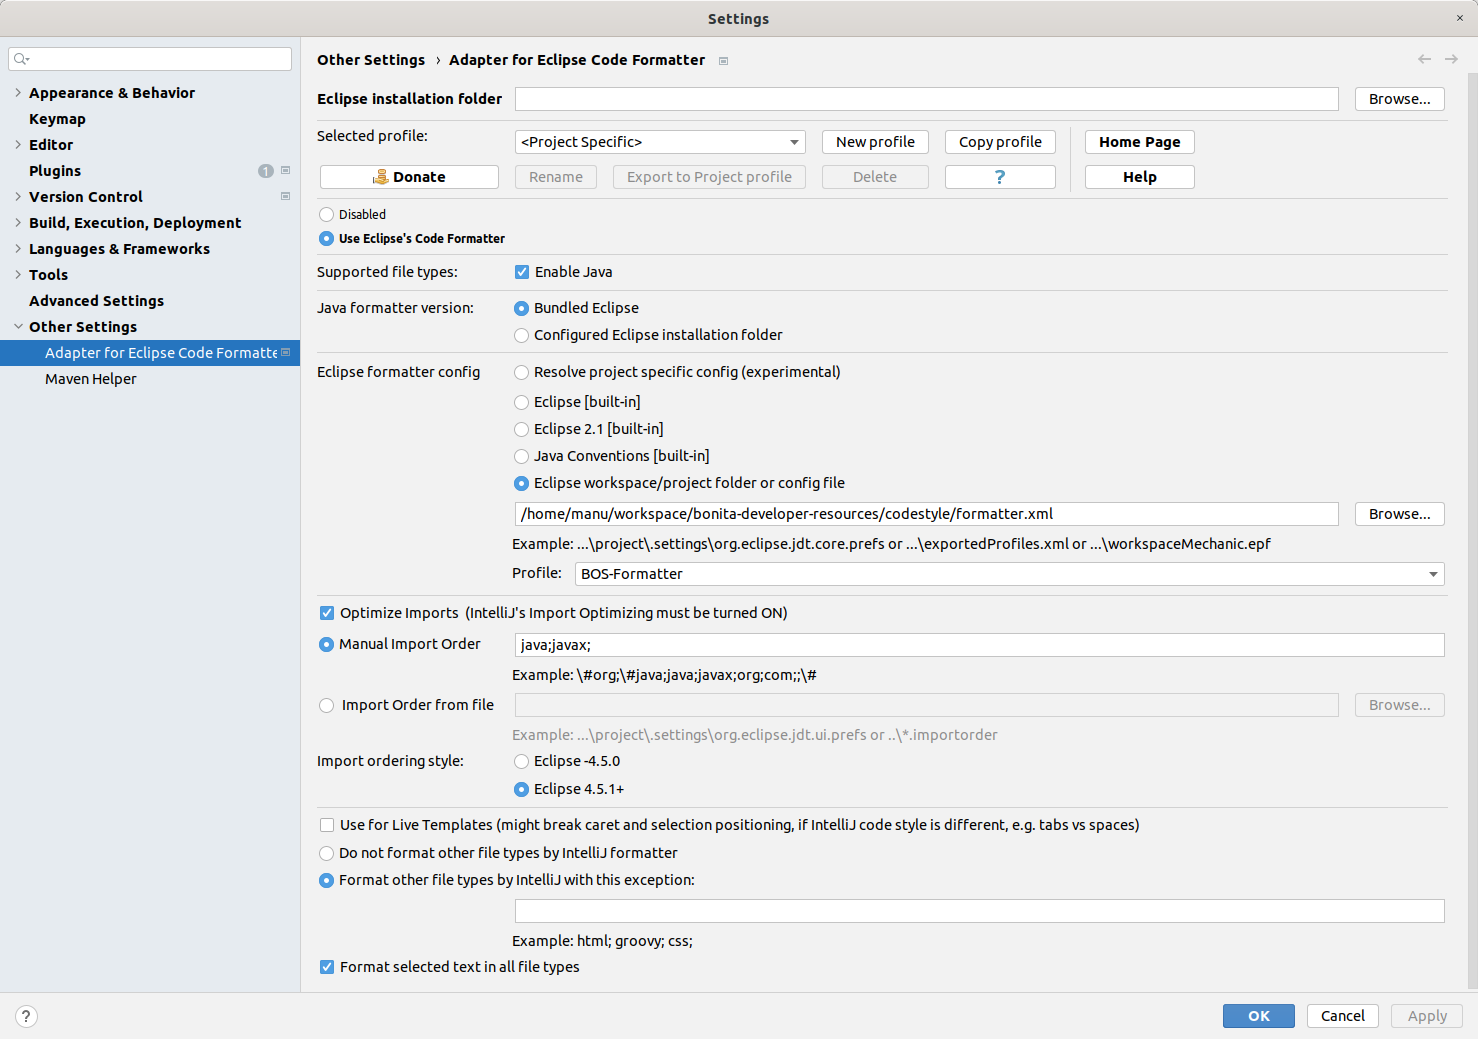 Settings
×
Other Settings › Adapter for Eclipse Code Formatter
Appearance & Behavior
Keymap
Editor
Plugins 1
Version Control
Build, Execution, Deployment
Languages & Frameworks
Tools
Advanced Settings
Other Settings
Adapter for Eclipse Code Formatte
Maven Helper
Eclipse installation folder Browse...
Selected profile: <Project Specific> New profile Copy profile Home Page
Donate Rename Export to Project profile Delete ? Help
Disabled
Use Eclipse's Code Formatter
Supported file types: Enable Java
Java formatter version: Bundled Eclipse
Configured Eclipse installation folder
Eclipse formatter config Resolve project specific config (experimental)
Eclipse [built-in]
Eclipse 2.1 [built-in]
Java Conventions [built-in]
Eclipse workspace/project folder or config file
/home/manu/workspace/bonita-developer-resources/codestyle/formatter.xml Browse...
Example: ...\project\.settings\org.eclipse.jdt.core.prefs or ...\exportedProfiles.xml or ...\workspaceMechanic.epf
Profile: BOS-Formatter
Optimize Imports (IntelliJ's Import Optimizing must be turned ON)
Manual Import Order java;javax;
Example: \#org;\#java;java;javax;org;com;;\#
Import Order from file Browse...
Example: ...\project\.settings\org.eclipse.jdt.ui.prefs or ..\*.importorder
Import ordering style: Eclipse -4.5.0
Eclipse 4.5.1+
Use for Live Templates (might break caret and selection positioning, if IntelliJ code style is different, e.g. tabs vs spaces)
Do not format other file types by IntelliJ formatter
Format other file types by IntelliJ with this exception:
Example: html; groovy; css;
Format selected text in all file types
? OK Cancel Apply